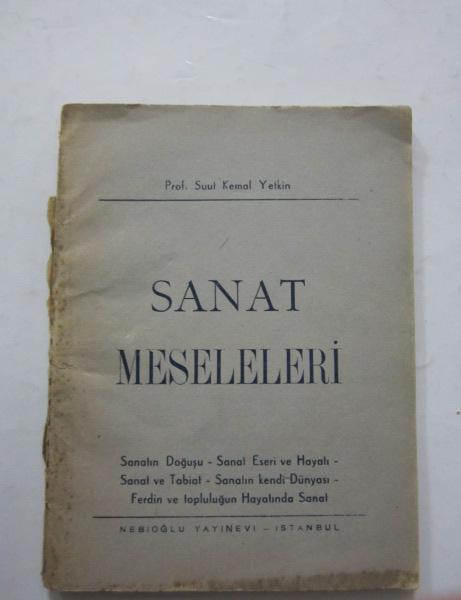 Prof. Suut Kemal Yetkin
SANAT
MESELELERİ
Sanatın Doğuşu - Sanat Eseri ve Hayatı -
Sanat ve Tabiat - Sanatın kendi Dünyası -
Ferdin ve topluluğun Hayatında Sanat
NEBİOĞLU YAYINEVİ - İSTANBUL